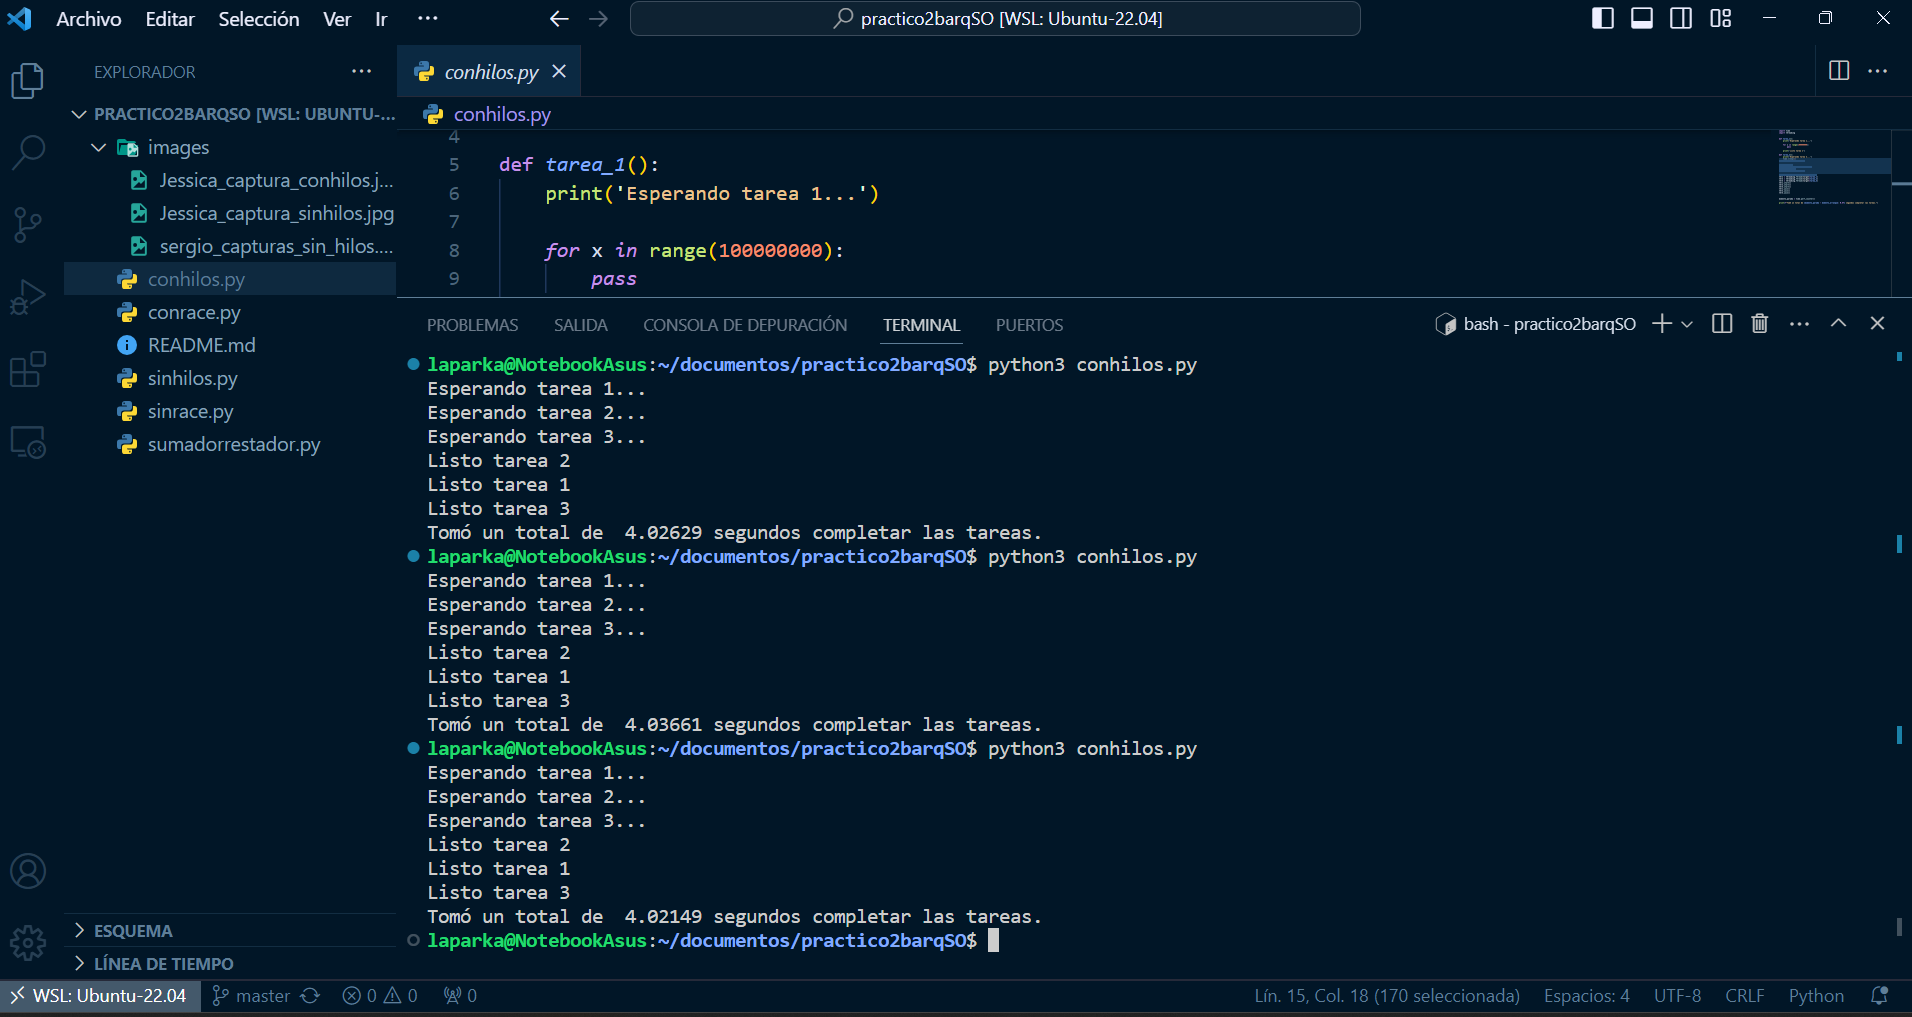 Archivo Editar Selección Ver Ir ···
practico2barqSO [WSL: Ubuntu-22.04]
EXPLORADOR
PRACTICO2BARQSO [WSL: UBUNTU-...
images
Jessica_captura_conhilos.j...
Jessica_captura_sinhilos.jpg
sergio_capturas_sin_hilos....
conhilos.py
conrace.py
README.md
sinhilos.py
sinrace.py
sumadorrestador.py
ESQUEMA
LÍNEA DE TIEMPO
conhilos.py
conhilos.py
4
5 def tarea_1():
6 print('Esperando tarea 1...')
7
8 for x in range(100000000):
9 pass
PROBLEMAS SALIDA CONSOLA DE DEPURACIÓN TERMINAL PUERTOS
bash - practico2barqSO
laparka@NotebookAsus:~/documentos/practico2barqSO$ python3 conhilos.py
Esperando tarea 1...
Esperando tarea 2...
Esperando tarea 3...
Listo tarea 2
Listo tarea 1
Listo tarea 3
Tomó un total de  4.02629 segundos completar las tareas.
laparka@NotebookAsus:~/documentos/practico2barqSO$ python3 conhilos.py
Esperando tarea 1...
Esperando tarea 2...
Esperando tarea 3...
Listo tarea 2
Listo tarea 1
Listo tarea 3
Tomó un total de  4.03661 segundos completar las tareas.
laparka@NotebookAsus:~/documentos/practico2barqSO$ python3 conhilos.py
Esperando tarea 1...
Esperando tarea 2...
Esperando tarea 3...
Listo tarea 2
Listo tarea 1
Listo tarea 3
Tomó un total de  4.02149 segundos completar las tareas.
laparka@NotebookAsus:~/documentos/practico2barqSO$
WSL: Ubuntu-22.04 master 0 0 0 Lín. 15, Col. 18 (170 seleccionada) Espacios: 4 UTF-8 CRLF Python